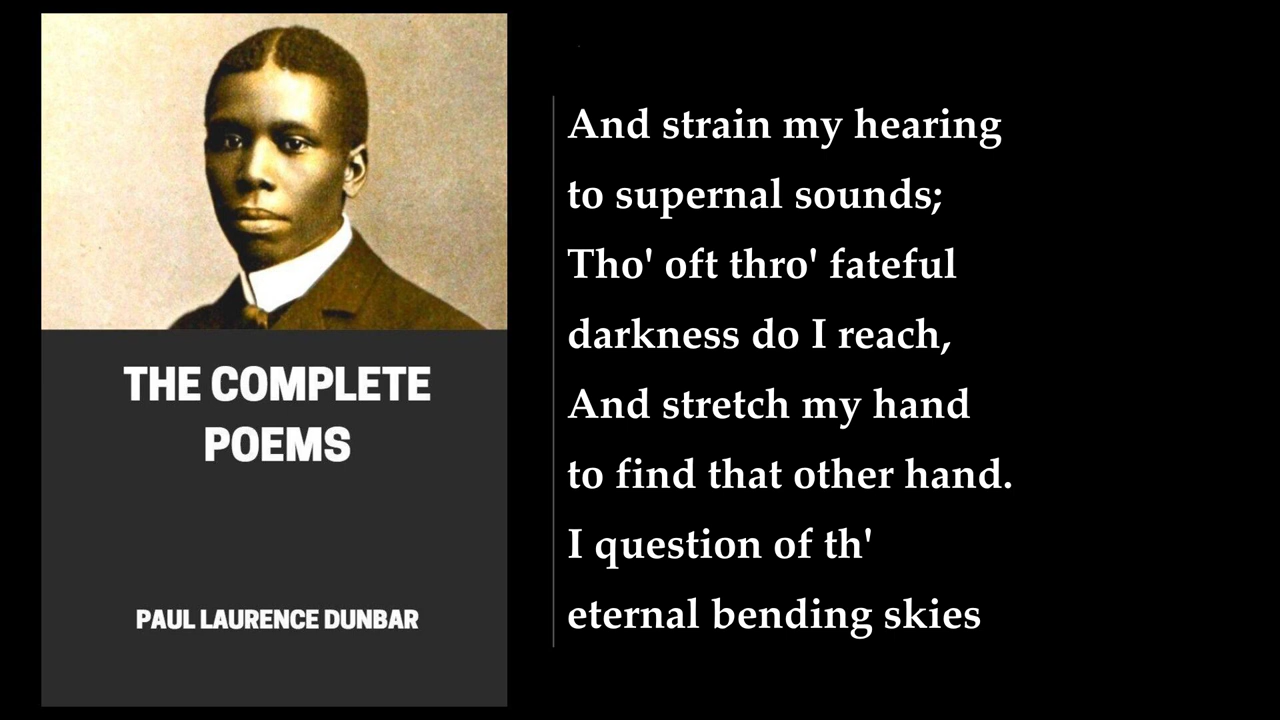 THE COMPLETE
POEMS
PAUL LAURENCE DUNBAR
And strain my hearing
to supernal sounds;
Tho' oft thro' fateful
darkness do I reach,
And stretch my hand
to find that other hand.
I question of th'
eternal bending skies